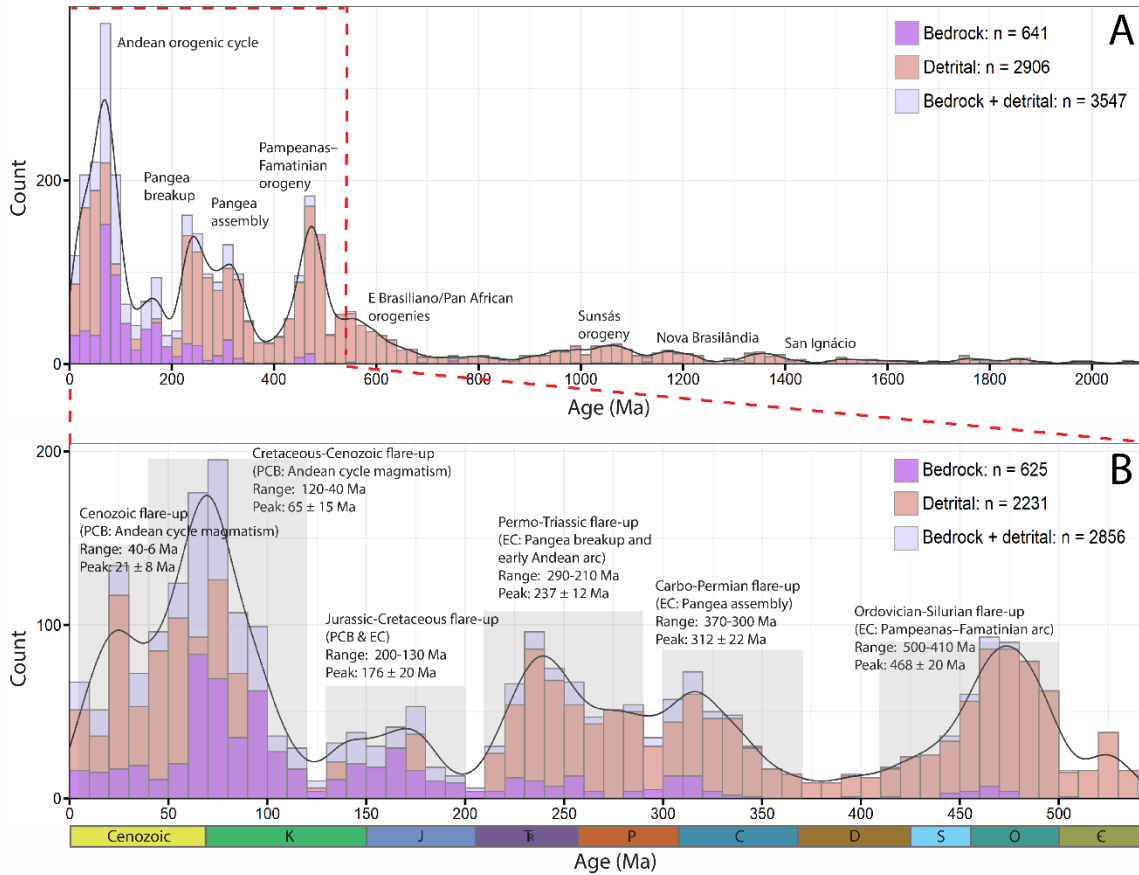 A
Andean orogenic cycle
Bedrock: n = 641
Detrital: n = 2906
Bedrock + detrital: n = 3547
Pangea
breakup
Pangea
assembly
Pampeanas–
Famatinian
orogeny
E Brasiliano/Pan African
orogenies
Sunsás
orogeny
Nova Brasilândia
San Ignácio
Count
200
0
0 200 400 600 800 1000 1200 1400 1600 1800 2000
Age (Ma)
B
Bedrock: n = 625
Detrital: n = 2231
Bedrock + detrital: n = 2856
Cretaceous-Cenozoic flare-up
(PCB: Andean cycle magmatism)
Range: 120-40 Ma
Peak: 65 ± 15 Ma
Cenozoic flare-up
(PCB: Andean cycle magmatism)
Range: 40-6 Ma
Peak: 21 ± 8 Ma
Jurassic-Cretaceous flare-up
(PCB & EC)
Range: 200-130 Ma
Peak: 176 ± 20 Ma
Permo-Triassic flare-up
(EC: Pangea breakup and
early Andean arc)
Range: 290-210 Ma
Peak: 237 ± 12 Ma
Carbo-Permian flare-up
(EC: Pangea assembly)
Range: 370-300 Ma
Peak: 312 ± 22 Ma
Ordovician-Silurian flare-up
(EC: Pampeanas–Famatinian arc)
Range: 500-410 Ma
Peak: 468 ± 20 Ma
Count
200
100
0
0 50 100 150 200 250 300 350 400 450 500
Cenozoic K J TR P C D S O Є
Age (Ma)